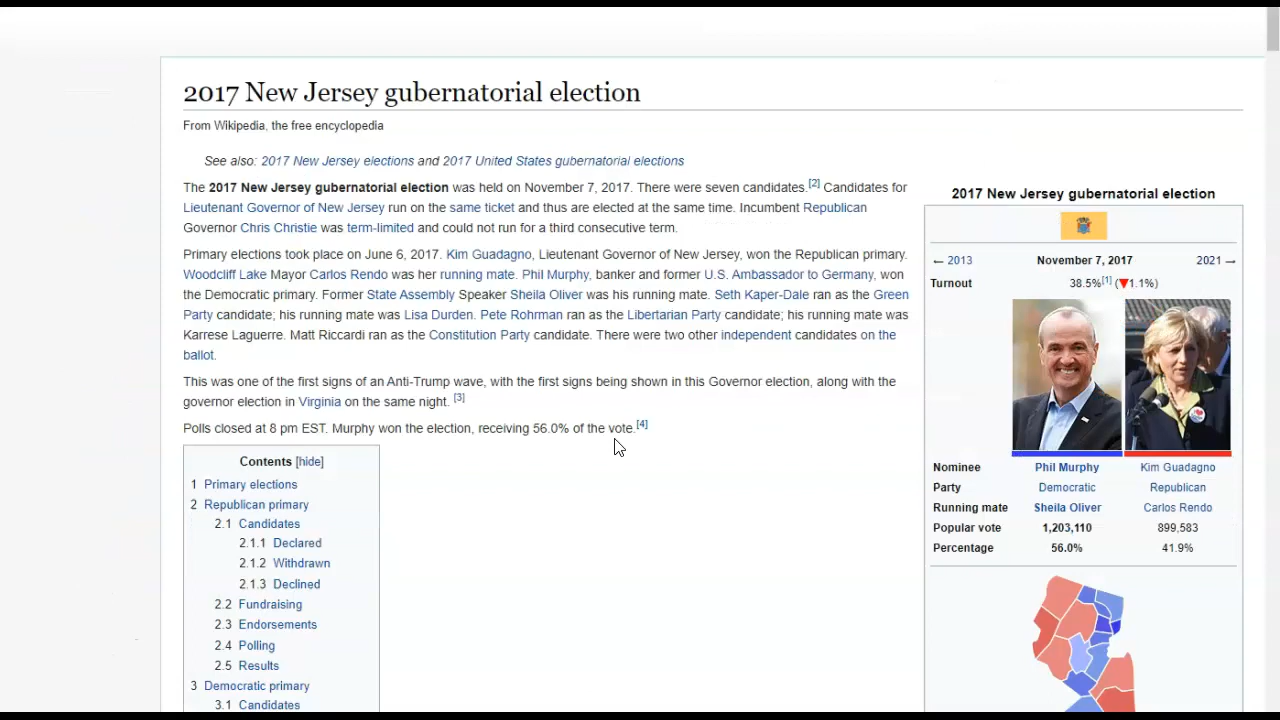 2017 New Jersey gubernatorial election
From Wikipedia, the free encyclopedia
See also: 2017 New Jersey elections and 2017 United States gubernatorial elections
The 2017 New Jersey gubernatorial election was held on November 7, 2017. There were seven candidates.[2] Candidates for
Lieutenant Governor of New Jersey run on the same ticket and thus are elected at the same time. Incumbent Republican
Governor Chris Christie was term-limited and could not run for a third consecutive term.
Primary elections took place on June 6, 2017. Kim Guadagno, Lieutenant Governor of New Jersey, won the Republican primary.
Woodcliff Lake Mayor Carlos Rendo was her running mate. Phil Murphy, banker and former U.S. Ambassador to Germany, won
the Democratic primary. Former State Assembly Speaker Sheila Oliver was his running mate. Seth Kaper-Dale ran as the Green
Party candidate; his running mate was Lisa Durden. Pete Rohrman ran as the Libertarian Party candidate; his running mate was
Karrese Laguerre. Matt Riccardi ran as the Constitution Party candidate. There were two other independent candidates on the
ballot.
This was one of the first signs of an Anti-Trump wave, with the first signs being shown in this Governor election, along with the
governor election in Virginia on the same night. [3]
Polls closed at 8 pm EST. Murphy won the election, receiving 56.0% of the vote.[4]
Contents [hide]
1 Primary elections
2 Republican primary
2.1 Candidates
2.1.1 Declared
2.1.2 Withdrawn
2.1.3 Declined
2.2 Fundraising
2.3 Endorsements
2.4 Polling
2.5 Results
3 Democratic primary
3.1 Candidates
2017 New Jersey gubernatorial election
← 2013 November 7, 2017 2021 →
Turnout 38.5%[1] (▼1.1%)
Nominee Phil Murphy Kim Guadagno
Party Democratic Republican
Running mate Sheila Oliver Carlos Rendo
Popular vote 1,203,110 899,583
Percentage 56.0% 41.9%